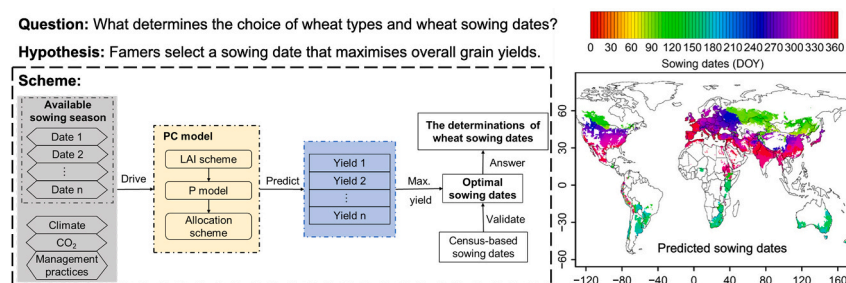 Question: What determines the choice of wheat types and wheat sowing dates?
Hypothesis: Famers select a sowing date that maximises overall grain yields.
Scheme:
Available
sowing season
Date 1
Date 2
⋮
Date n
Climate
CO₂
Management
practices
Drive
PC model
LAI scheme
P model
Allocation
scheme
Predict
Yield 1
Yield 2
⋮
Yield n
Max.
yield
The determinations of
wheat sowing dates
Answer
Optimal
sowing dates
Validate
Census-based
sowing dates
0 30 60 90 120 150 180 210 240 270 300 330 360
Sowing dates (DOY)
60
30
0
−30
−60
Predicted sowing dates
−120 −80 −40 0 40 80 120 160